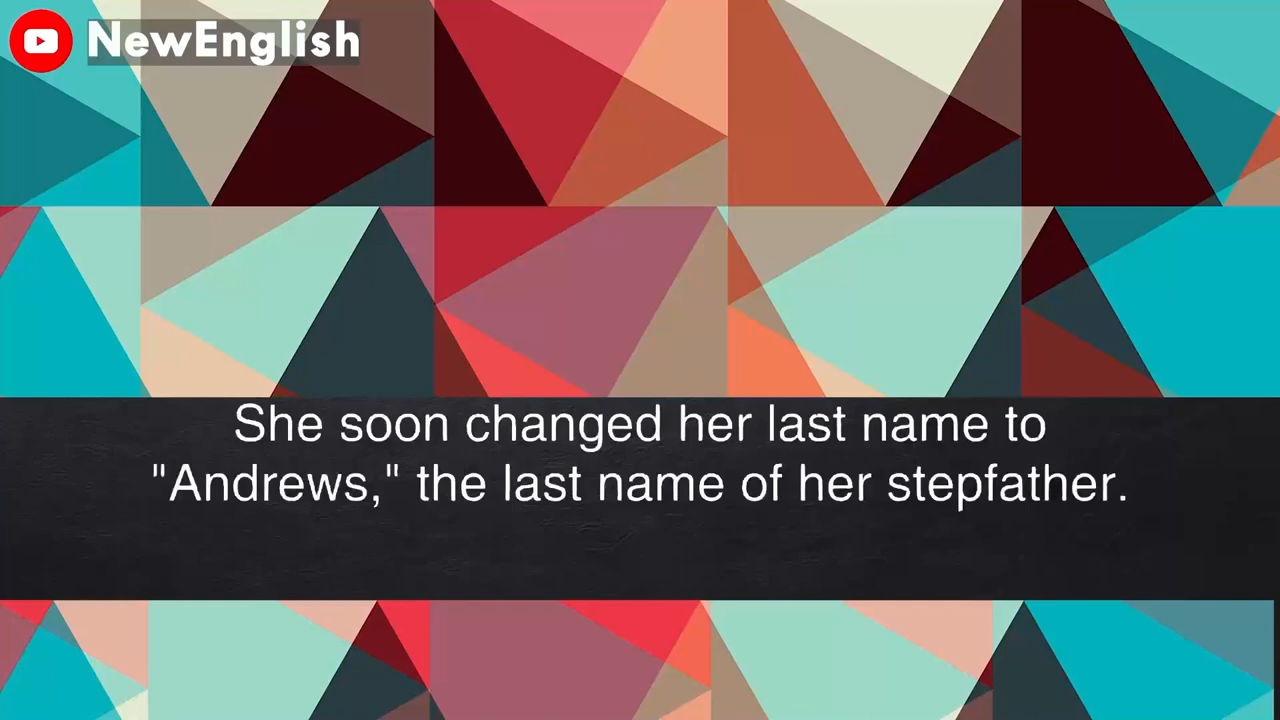 NewEnglish
She soon changed her last name to
"Andrews," the last name of her stepfather.